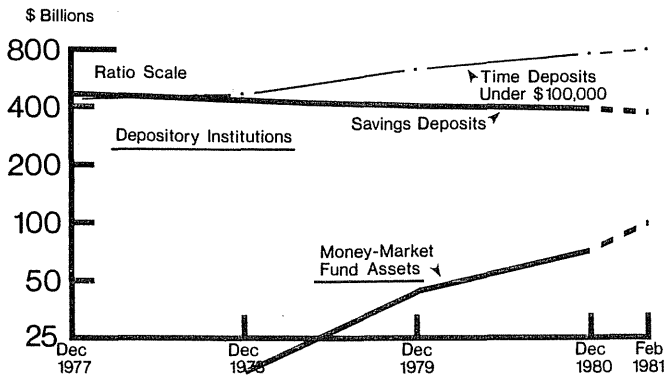 $ Billions
800
Ratio Scale
Time Deposits
Under $100,000
400
Savings Deposits
Depository Institutions
200
100
Money-Market
Fund Assets
50
25
Dec
1977
Dec
1978
Dec
1979
Dec
1980
Feb
1981